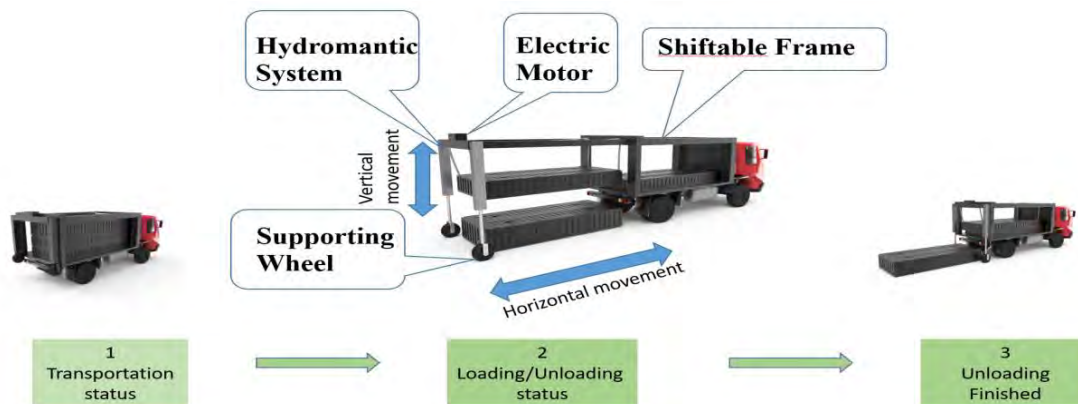 Hydromantic
System
Electric
Motor
Shiftable Frame
Vertical
movement
Supporting
Wheel
Horizontal movement
1
Transportation
status
2
Loading/Unloading
status
3
Unloading
Finished